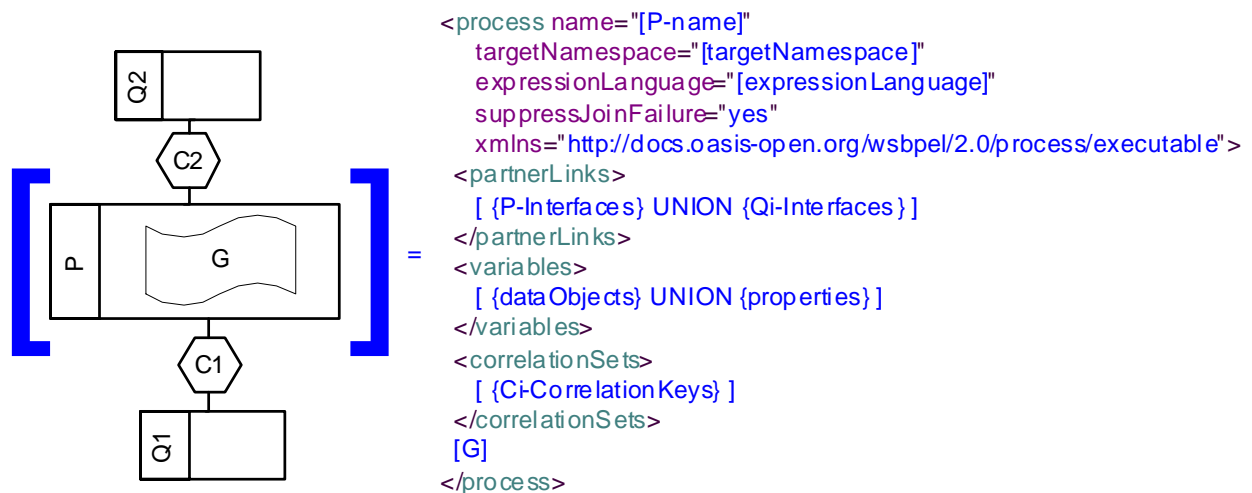 Q2
C2
P
G
C1
Q1
=
<process name="[P-name]"
targetNamespace="[targetNamespace]"
expressionLanguage="[expressionLanguage]"
suppressJoinFailure="yes"
xmlns="http://docs.oasis-open.org/wsbpel/2.0/process/executable">
<partnerLinks>
[ {P-Interfaces} UNION {Qi-Interfaces} ]
</partnerLinks>
<variables>
[ {dataObjects} UNION {properties} ]
</variables>
<correlationSets>
[ {Ci-CorrelationKeys} ]
</correlationSets>
[G]
</process>